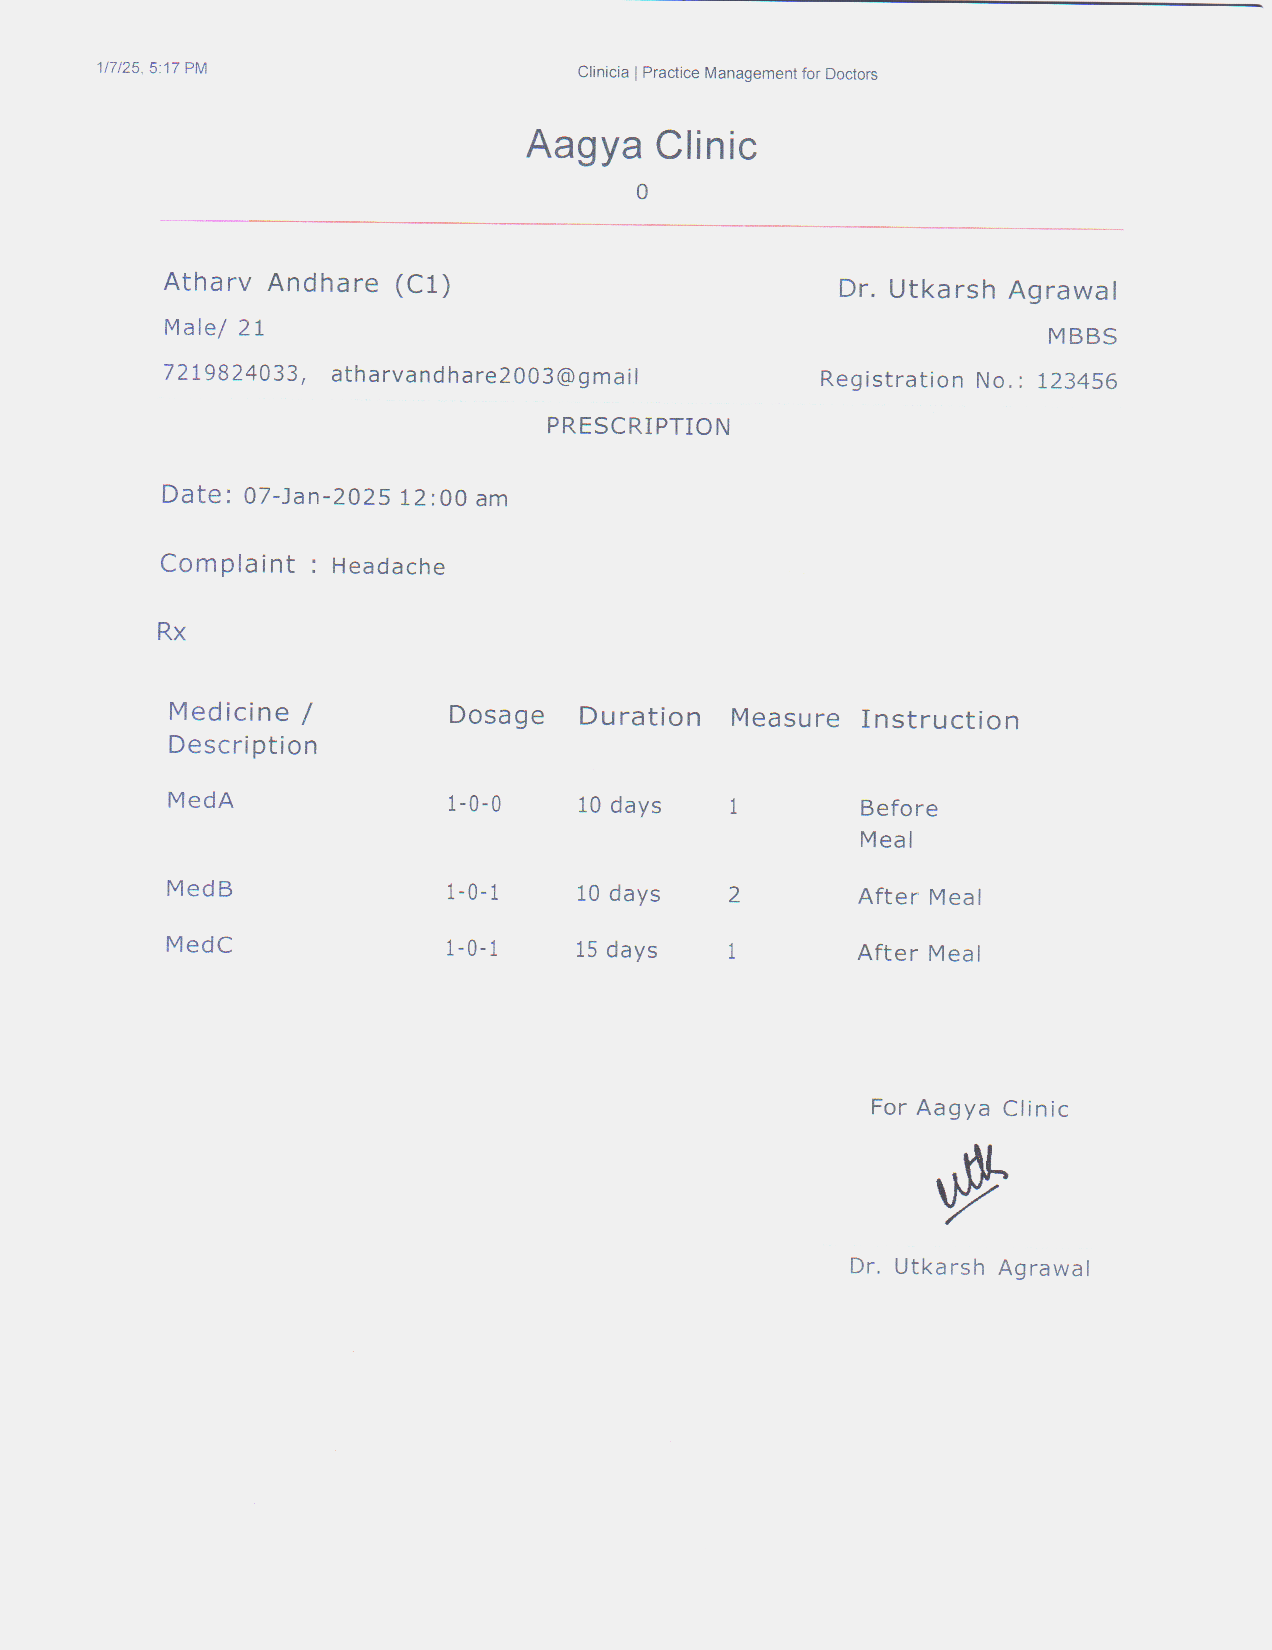 1/7/25, 5:17 PM Clinicia | Practice Management for Doctors
Aagya Clinic
0
Atharv Andhare (C1) Dr. Utkarsh Agrawal
Male/ 21 MBBS
7219824033, atharvandhare2003@gmail Registration No.: 123456
PRESCRIPTION
Date: 07-Jan-2025 12:00 am
Complaint : Headache
Rx
Medicine / Dosage Duration Measure Instruction
Description
MedA 1-0-0 10 days 1 Before
Meal
MedB 1-0-1 10 days 2 After Meal
MedC 1-0-1 15 days 1 After Meal
For Aagya Clinic
utk
Dr. Utkarsh Agrawal